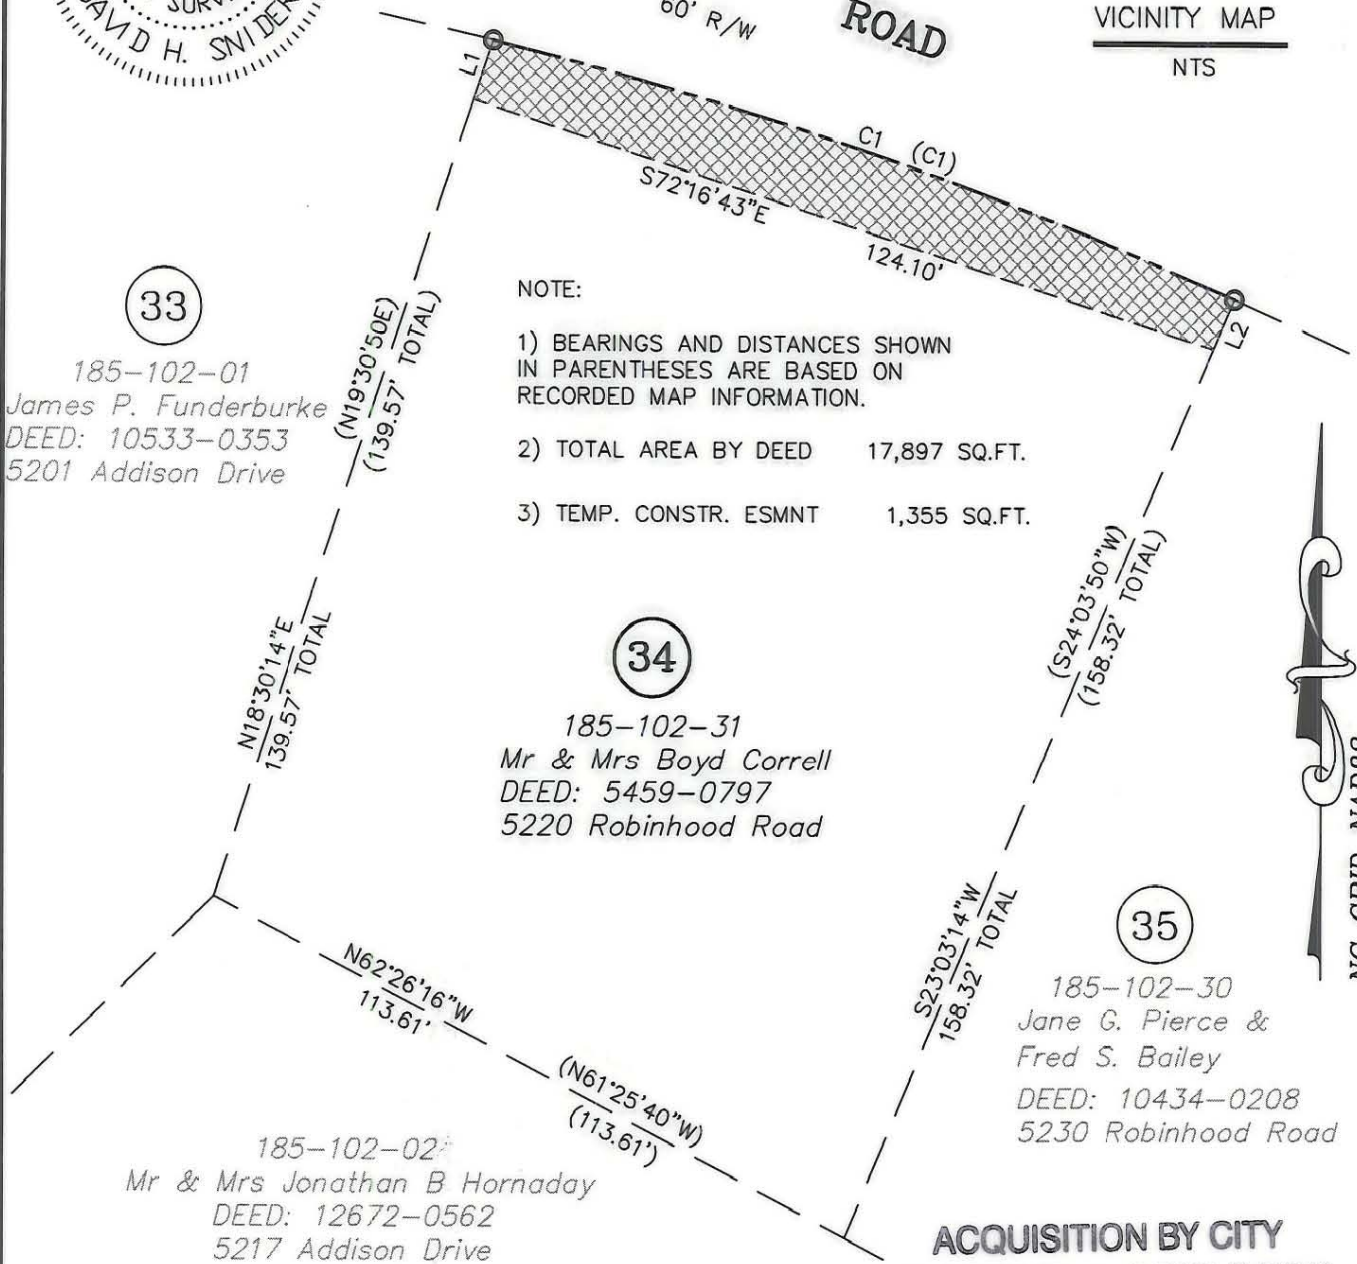 SURV
DAVID H. SNIDER
60' R/W
ROAD
VICINITY MAP
NTS
L1
C1 (C1)
S72°16'43"E
124.10'
L2
NOTE:
1) BEARINGS AND DISTANCES SHOWN
IN PARENTHESES ARE BASED ON
RECORDED MAP INFORMATION.
2) TOTAL AREA BY DEED 17,897 SQ.FT.
3) TEMP. CONSTR. ESMNT 1,355 SQ.FT.
33
185-102-01
James P. Funderburke
DEED: 10533-0353
5201 Addison Drive
(N19°30'50E)
(139.57' TOTAL)
N18°30'14"E
139.57' TOTAL
34
185-102-31
Mr & Mrs Boyd Correll
DEED: 5459-0797
5220 Robinhood Road
(S24°03'50"W)
(158.32' TOTAL)
S23°03'14"W
158.32' TOTAL
NC GRID NAD83
35
185-102-30
Jane G. Pierce &
Fred S. Bailey
DEED: 10434-0208
5230 Robinhood Road
N62°26'16"W
113.61'
(N61°25'40"W)
(113.61')
185-102-02
Mr & Mrs Jonathan B Hornaday
DEED: 12672-0562
5217 Addison Drive
ACQUISITION BY CITY